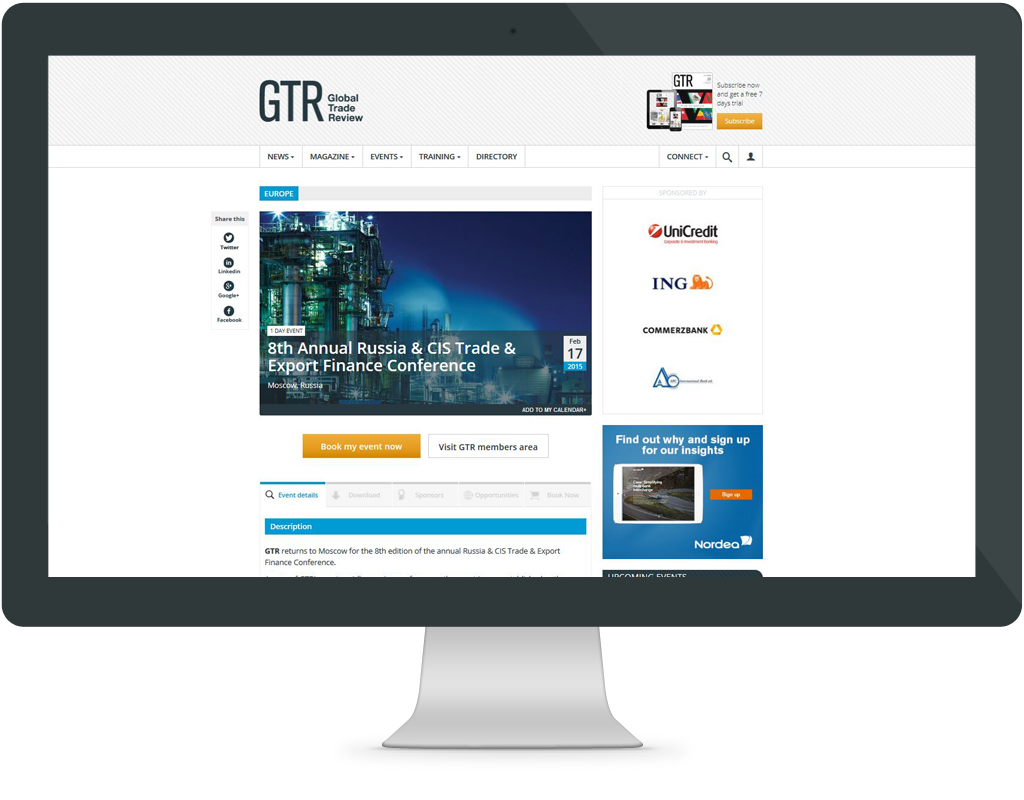 GTR Global
Trade
Review
GTR
Subscribe now
and get a free 7
days trial
Subscribe
NEWS MAGAZINE EVENTS TRAINING DIRECTORY CONNECT
EUROPE
Share this
Twitter
Linkedin
Google+
Facebook
1 DAY EVENT
8th Annual Russia & CIS Trade &
Export Finance Conference
Moscow, Russia
Feb
17
2015
ADD TO MY CALENDAR+
Book my event now
Visit GTR members area
Event details Download Sponsors Opportunities Book Now
Description
GTR returns to Moscow for the 8th edition of the annual Russia & CIS Trade & Export
Finance Conference.
SPONSORED BY
UniCredit
Corporate & Investment Banking
ING
COMMERZBANK
Find out why and sign up
for our insights
Sign up
Nordea
UPCOMING EVENTS